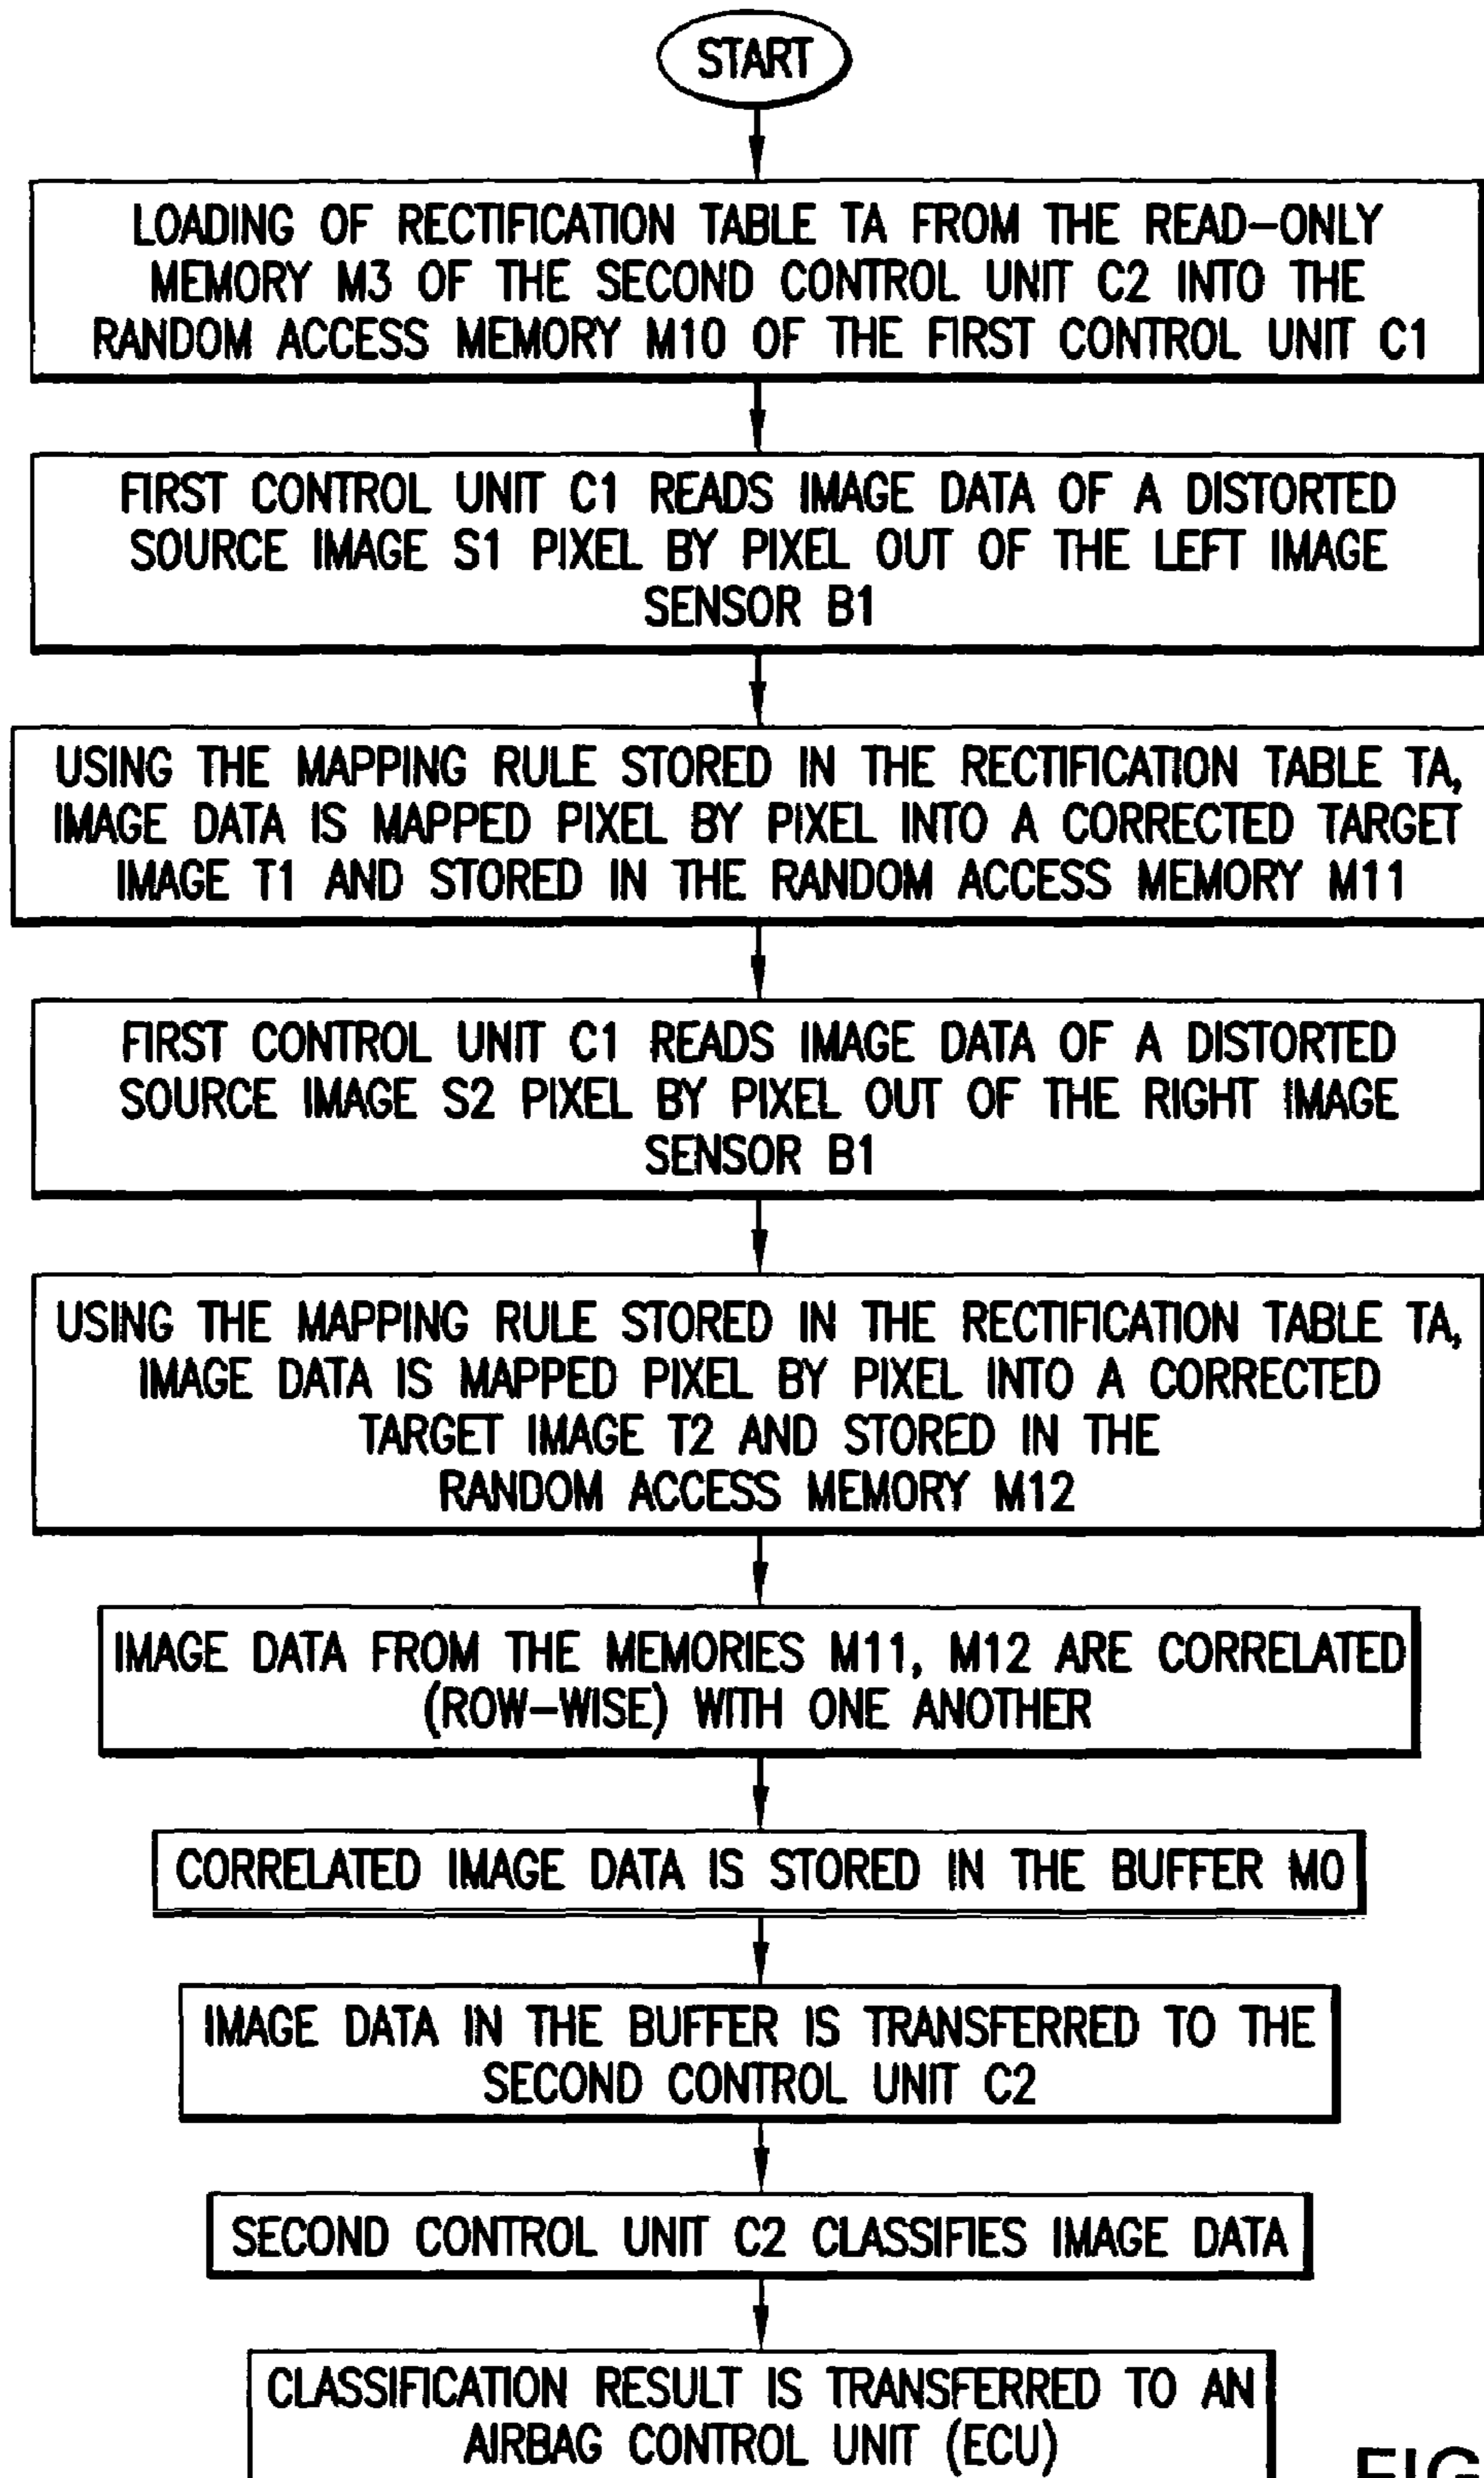 START
LOADING OF RECTIFICATION TABLE TA FROM THE READ-ONLY
MEMORY M3 OF THE SECOND CONTROL UNIT C2 INTO THE
RANDOM ACCESS MEMORY M10 OF THE FIRST CONTROL UNIT C1
FIRST CONTROL UNIT C1 READS IMAGE DATA OF A DISTORTED
SOURCE IMAGE S1 PIXEL BY PIXEL OUT OF THE LEFT IMAGE
SENSOR B1
USING THE MAPPING RULE STORED IN THE RECTIFICATION TABLE TA,
IMAGE DATA IS MAPPED PIXEL BY PIXEL INTO A CORRECTED TARGET
IMAGE T1 AND STORED IN THE RANDOM ACCESS MEMORY M11
FIRST CONTROL UNIT C1 READS IMAGE DATA OF A DISTORTED
SOURCE IMAGE S2 PIXEL BY PIXEL OUT OF THE RIGHT IMAGE
SENSOR B1
USING THE MAPPING RULE STORED IN THE RECTIFICATION TABLE TA,
IMAGE DATA IS MAPPED PIXEL BY PIXEL INTO A CORRECTED
TARGET IMAGE T2 AND STORED IN THE
RANDOM ACCESS MEMORY M12
IMAGE DATA FROM THE MEMORIES M11, M12 ARE CORRELATED
(ROW-WISE) WITH ONE ANOTHER
CORRELATED IMAGE DATA IS STORED IN THE BUFFER M0
IMAGE DATA IN THE BUFFER IS TRANSFERRED TO THE
SECOND CONTROL UNIT C2
SECOND CONTROL UNIT C2 CLASSIFIES IMAGE DATA
CLASSIFICATION RESULT IS TRANSFERRED TO AN
AIRBAG CONTROL UNIT (ECU)
FIG